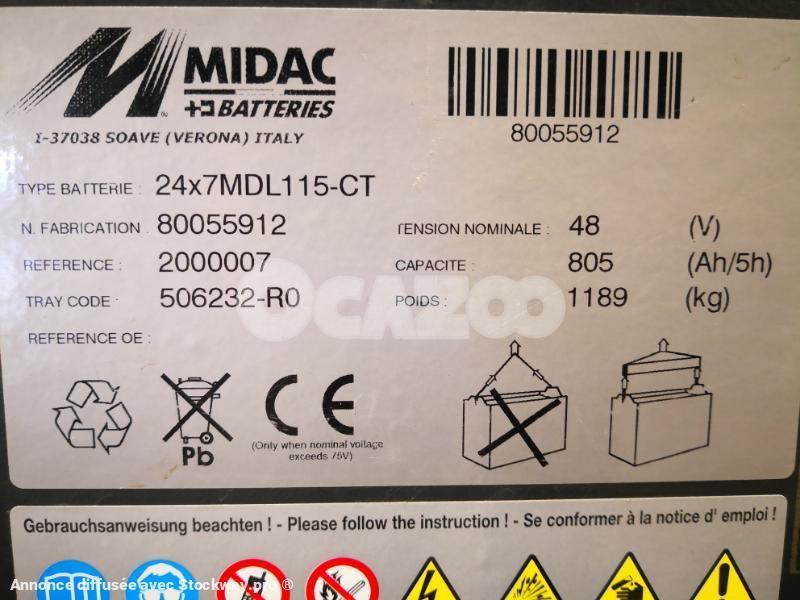 MIDAC
BATTERIES
I-37038 SOAVE (VERONA) ITALY
80055912
TYPE BATTERIE : 24x7MDL115-CT
N. FABRICATION : 80055912
TENSION NOMINALE : 48 (V)
REFERENCE : 2000007
CAPACITE : 805 (Ah/5h)
TRAY CODE : 506232-R0
POIDS : 1189 (kg)
REFERENCE OE :
OCAZOO
Pb
CE
(Only when nominal voltage
exceeds 75V)
Gebrauchsanweisung beachten ! - Please follow the instruction ! - Se conformer à la notice d' emploi !
Annonce diffusée avec Stockway.pro ®